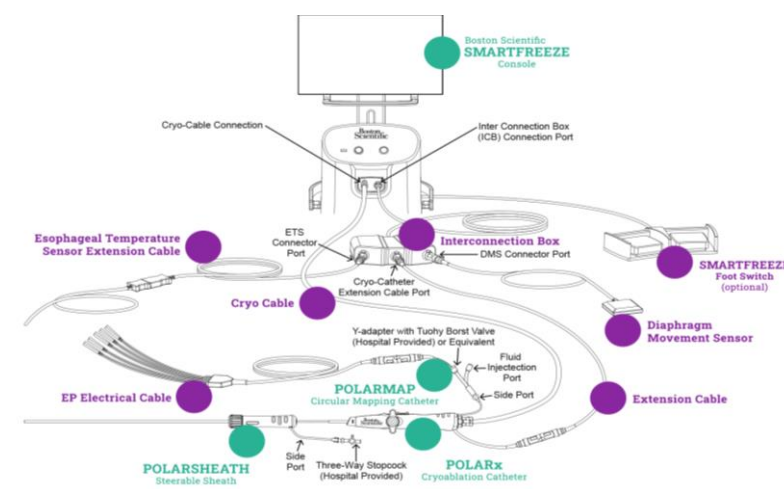 Boston Scientific
SMARTFREEZE
Console
Cryo-Cable Connection
Boston
Scientific
Inter Connection Box
(ICB) Connection Port
Esophageal Temperature
Sensor Extension Cable
ETS
Connector
Port
Interconnection Box
DMS Connector Port
SMARTFREEZE
Foot Switch
(optional)
Cryo-Catheter
Extension Cable Port
Cryo Cable
Diaphragm
Movement Sensor
Y-adapter with Tuohy Borst Valve
(Hospital Provided) or Equivalent
Fluid
Injectection
Port
Side Port
POLARMAP
Circular Mapping Catheter
EP Electrical Cable
Extension Cable
POLARSHEATH
Steerable Sheath
Side
Port
Three-Way Stopcock
(Hospital Provided)
POLARx
Cryoablation Catheter